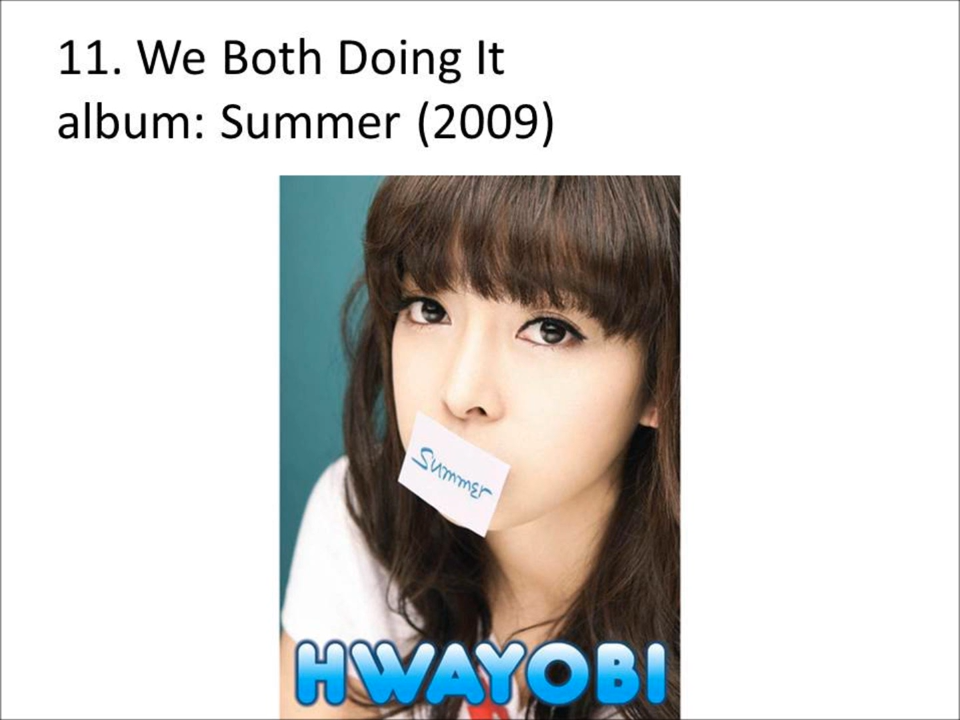 11. We Both Doing It
album: Summer (2009)
Summer
HWAYOBI